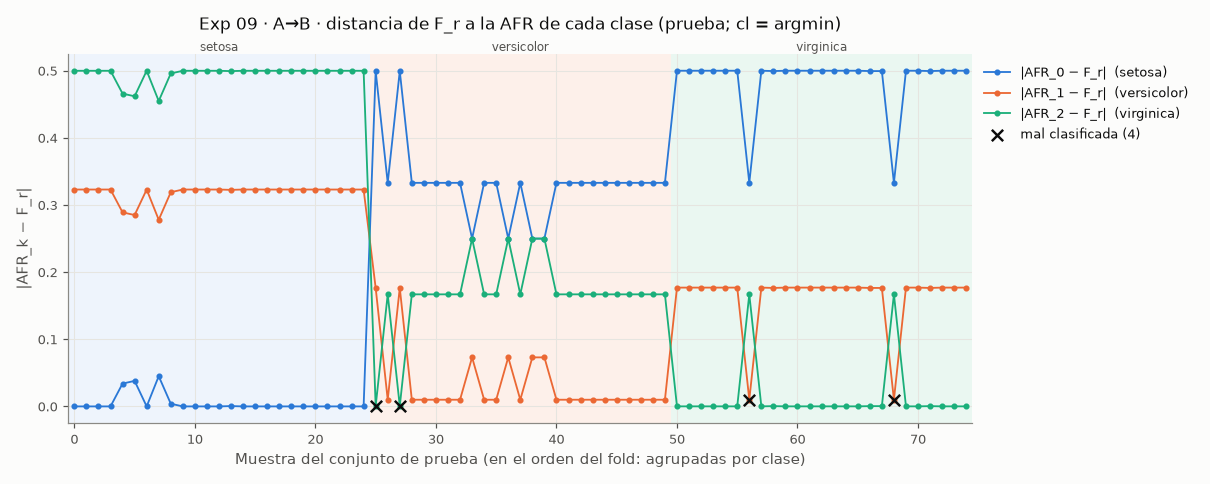 Exp 09 · A→B · distancia de F_r a la AFR de cada clase (prueba; cl = argmin)
setosa versicolor virginica
|AFR_0 − F_r| (setosa)
|AFR_1 − F_r| (versicolor)
|AFR_2 − F_r| (virginica)
mal clasificada (4)
|AFR_k − F_r|
0.5
0.4
0.3
0.2
0.1
0.0
0 10 20 30 40 50 60 70
Muestra del conjunto de prueba (en el orden del fold: agrupadas por clase)